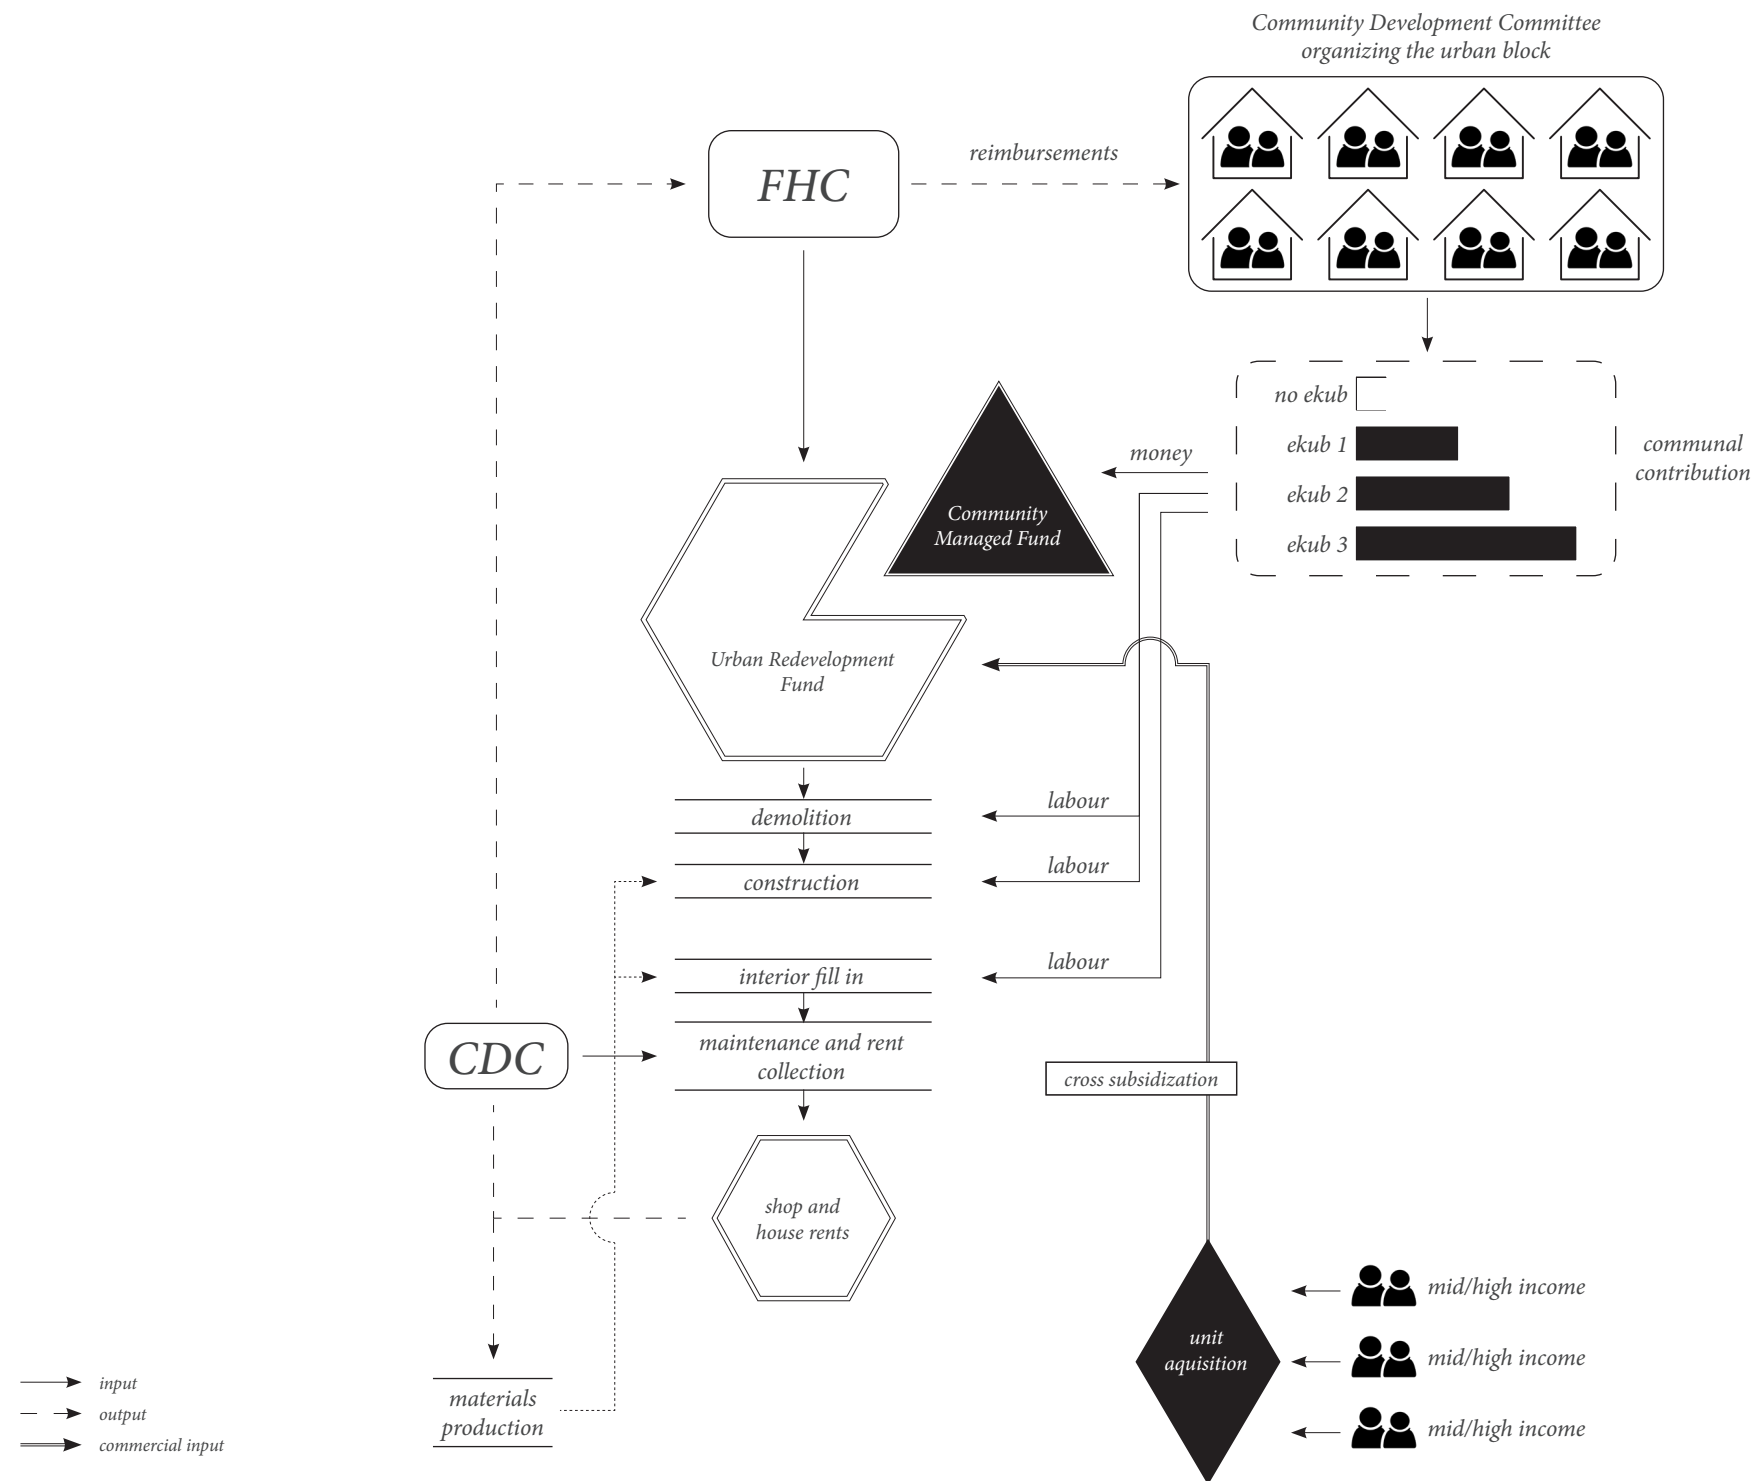 Community Development Committee
organizing the urban block
FHC
reimbursements
no ekub
ekub 1
ekub 2
ekub 3
communal
contribution
money
Community
Managed Fund
Urban Redevelopment
Fund
demolition
labour
construction
labour
interior fill in
labour
CDC
maintenance and rent
collection
cross subsidization
shop and
house rents
unit
aquisition
mid/high income
mid/high income
mid/high income
materials
production
input
output
commercial input